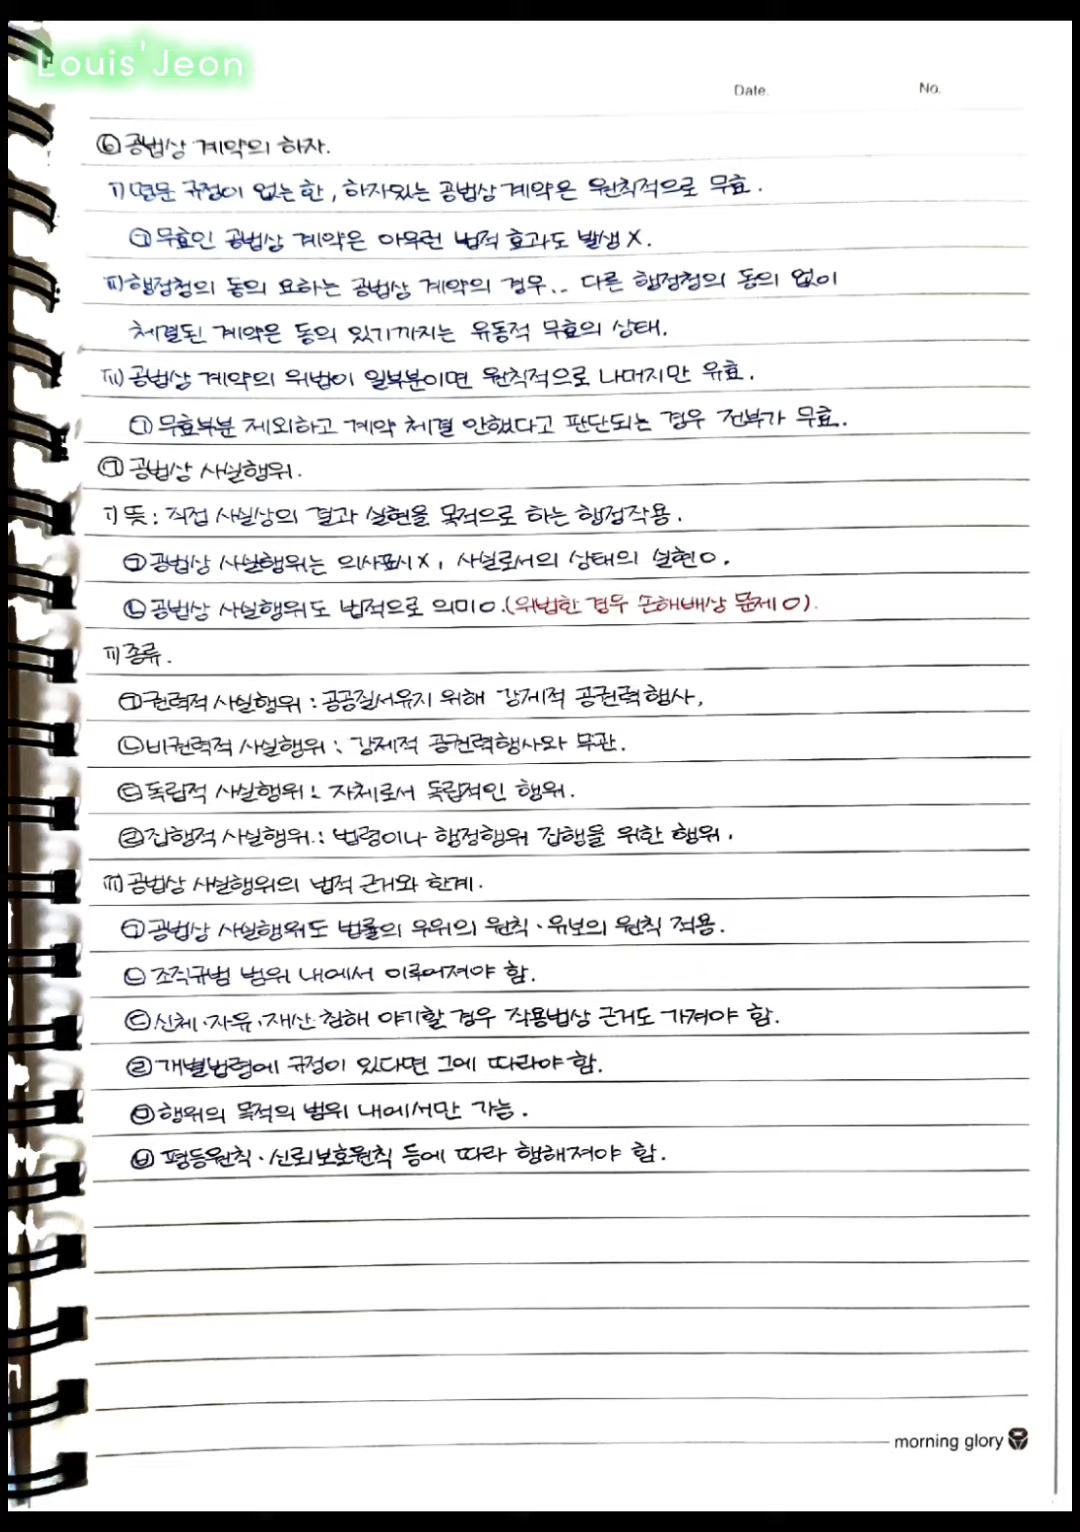 Louis'Jeon
Date.
No.
⑥ 공법상 계약의 하자.
ⅰ) 명문 규정이 없는 한, 하자있는 공법상 계약은 원칙적으로 무효.
㉠ 무효인 공법상 계약은 아무런 법적 효과도 발생 X.
ⅱ) 행정청의 동의 요하는 공법상 계약의 경우.. 다른 행정청의 동의 없이
체결된 계약은 동의 있기까지는 유동적 무효의 상태.
ⅲ) 공법상 계약의 위법이 일부분이면 원칙적으로 나머지만 유효.
㉠ 무효부분 제외하고 계약 체결 안했다고 판단되는 경우 전부가 무효.
⑦ 공법상 사실행위.
ⅰ) 뜻 : 직접 사실상의 결과 실현을 목적으로 하는 행정작용.
㉠ 공법상 사실행위는 의사표시 X, 사실로서의 상태의 실현 O.
㉡ 공법상 사실행위도 법적으로 의미 O. (위법한 경우 손해배상 문제 O).
ⅱ) 종류.
㉠ 권력적 사실행위 : 공공질서유지 위해 강제적 공권력 행사,
㉡ 비권력적 사실행위 : 강제적 공권력행사와 무관.
㉢ 독립적 사실행위 : 자체로서 독립적인 행위.
㉣ 집행적 사실행위. : 법령이나 행정행위 집행을 위한 행위.
ⅲ) 공법상 사실행위의 법적 근거와 한계.
㉠ 공법상 사실행위도 법률의 우위의 원칙·유보의 원칙 적용.
㉡ 조직규범 범위 내에서 이루어져야 함.
㉢ 신체·자유·재산 침해 야기할 경우 작용법상 근거도 가져야 함.
㉣ 개별법령에 규정이 있다면 그에 따라야 함.
㉤ 행위의 목적의 범위 내에서만 가능.
㉥ 평등원칙·신뢰보호원칙 등에 따라 행해져야 함.
morning glory